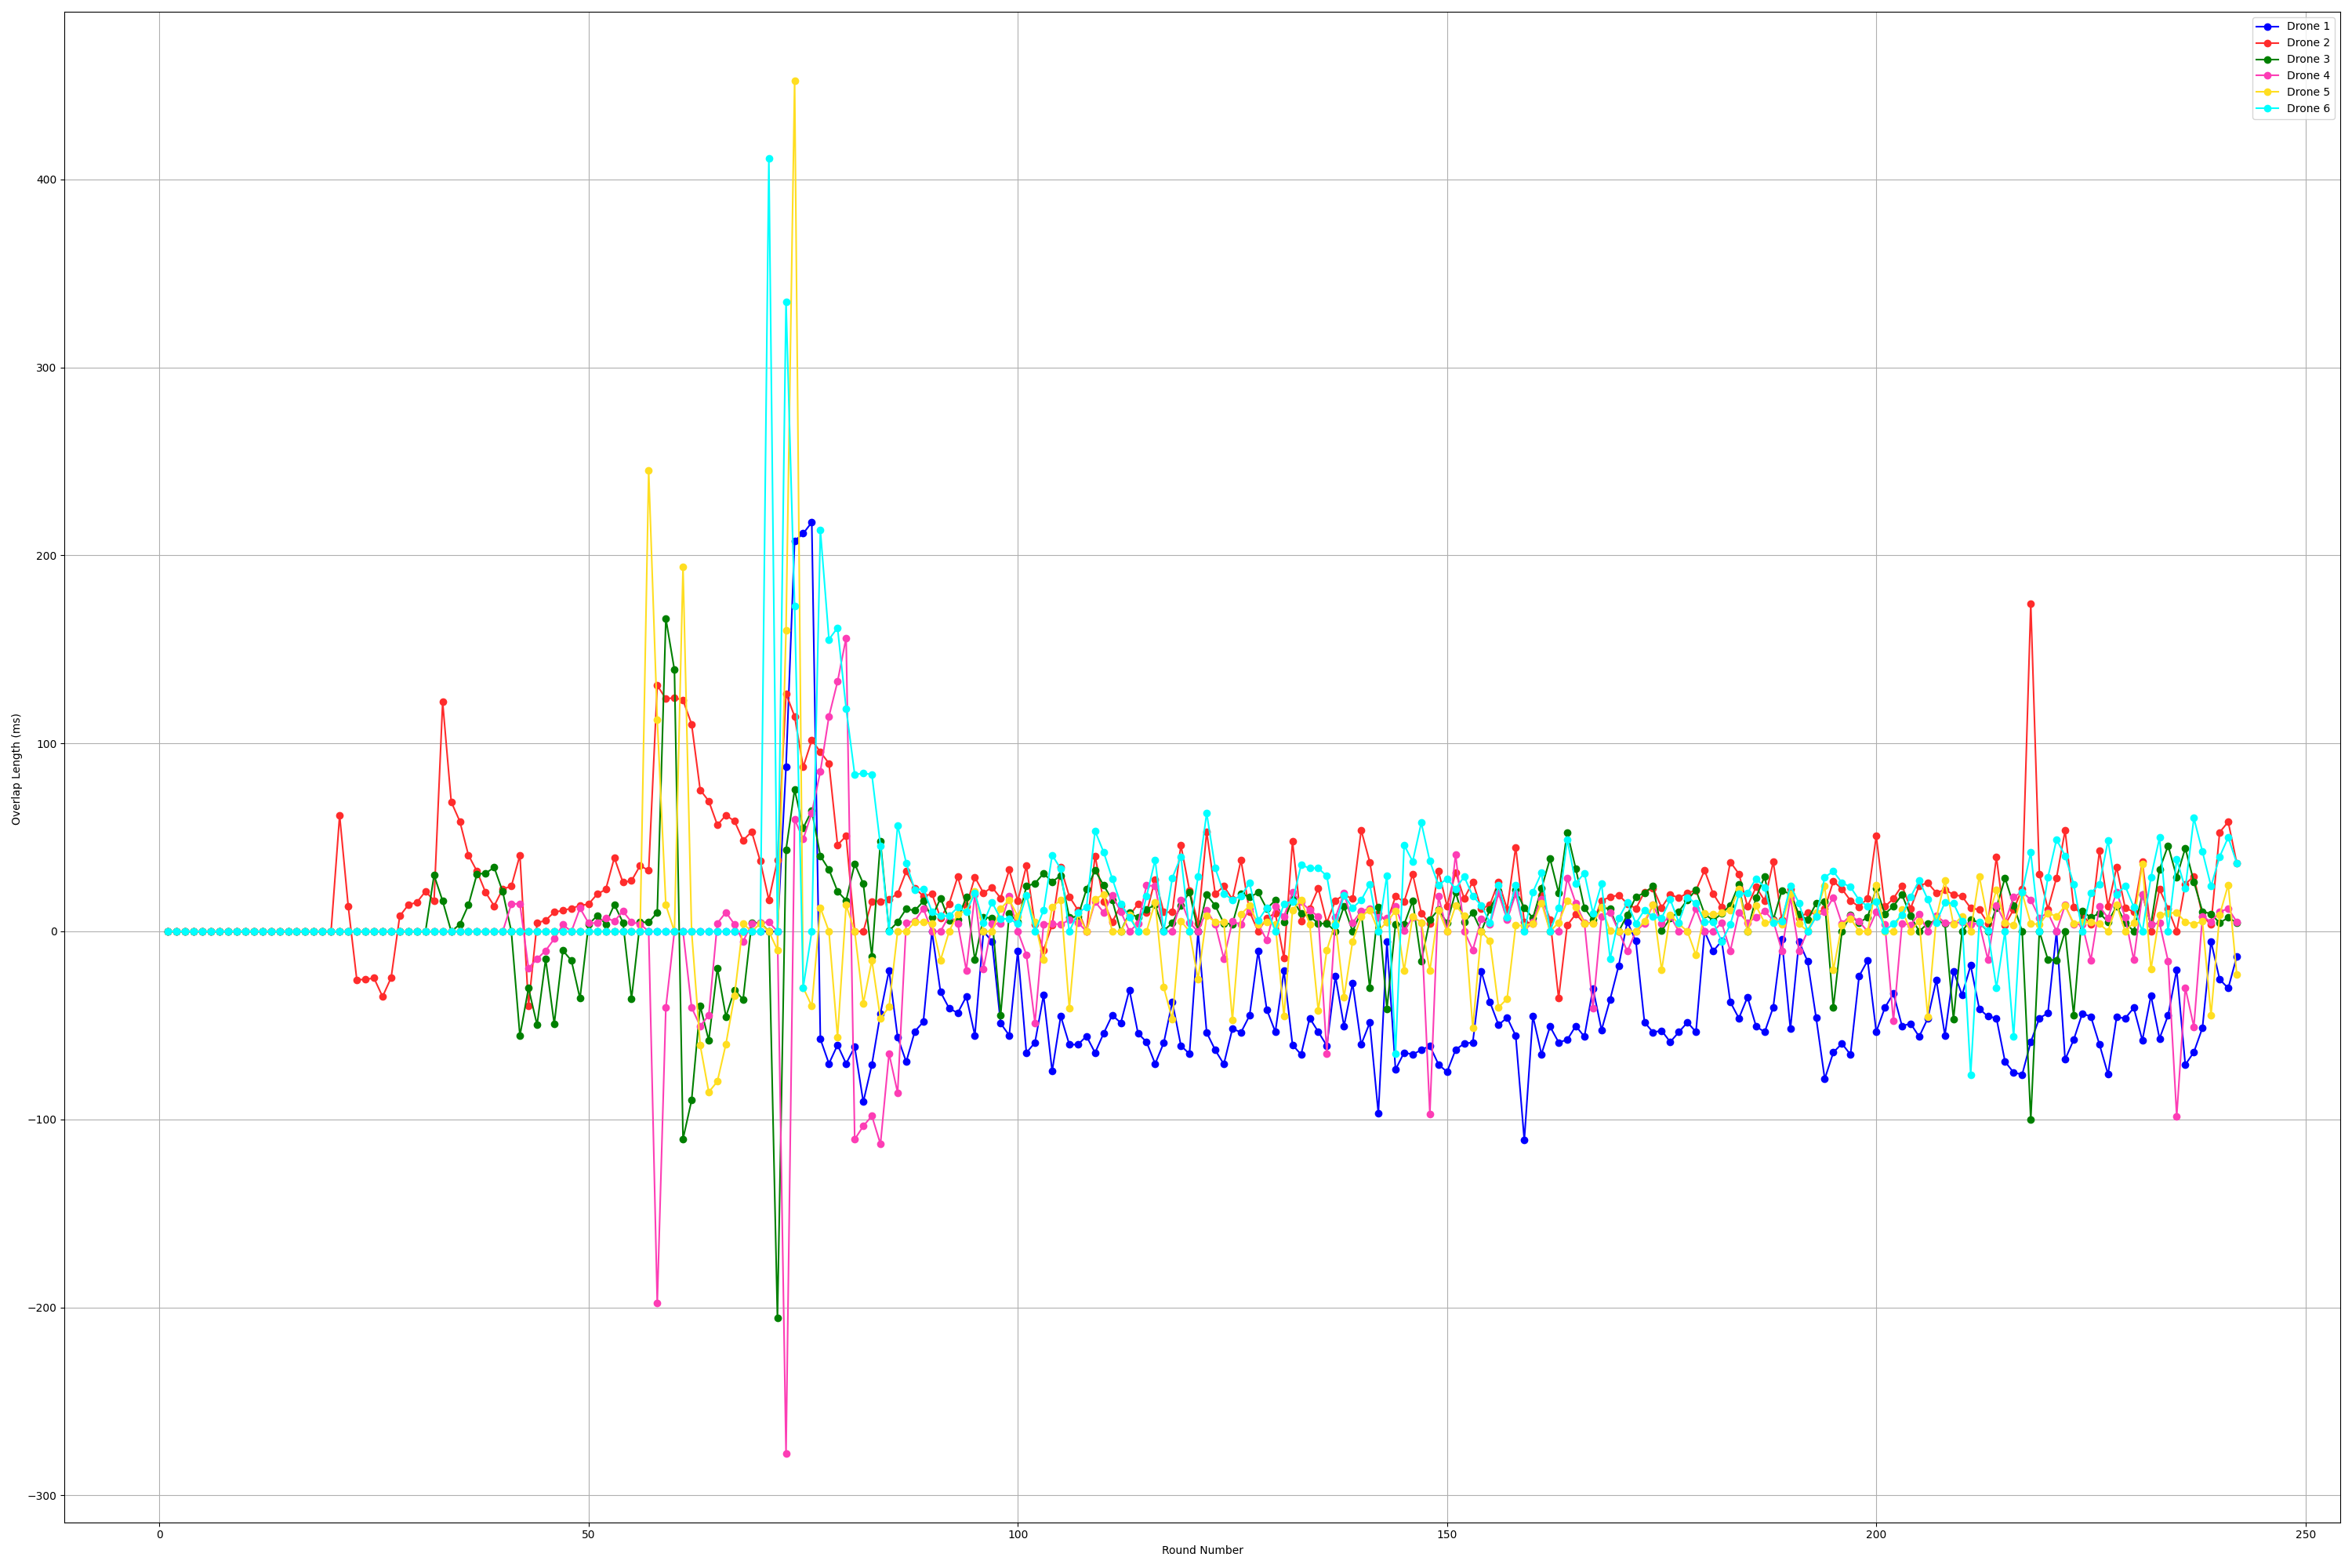 Drone 1
Drone 2
Drone 3
Drone 4
Drone 5
Drone 6
Overlap Length (ms)
400
300
200
100
0
−100
−200
−300
0 50 100 150 200 250
Round Number